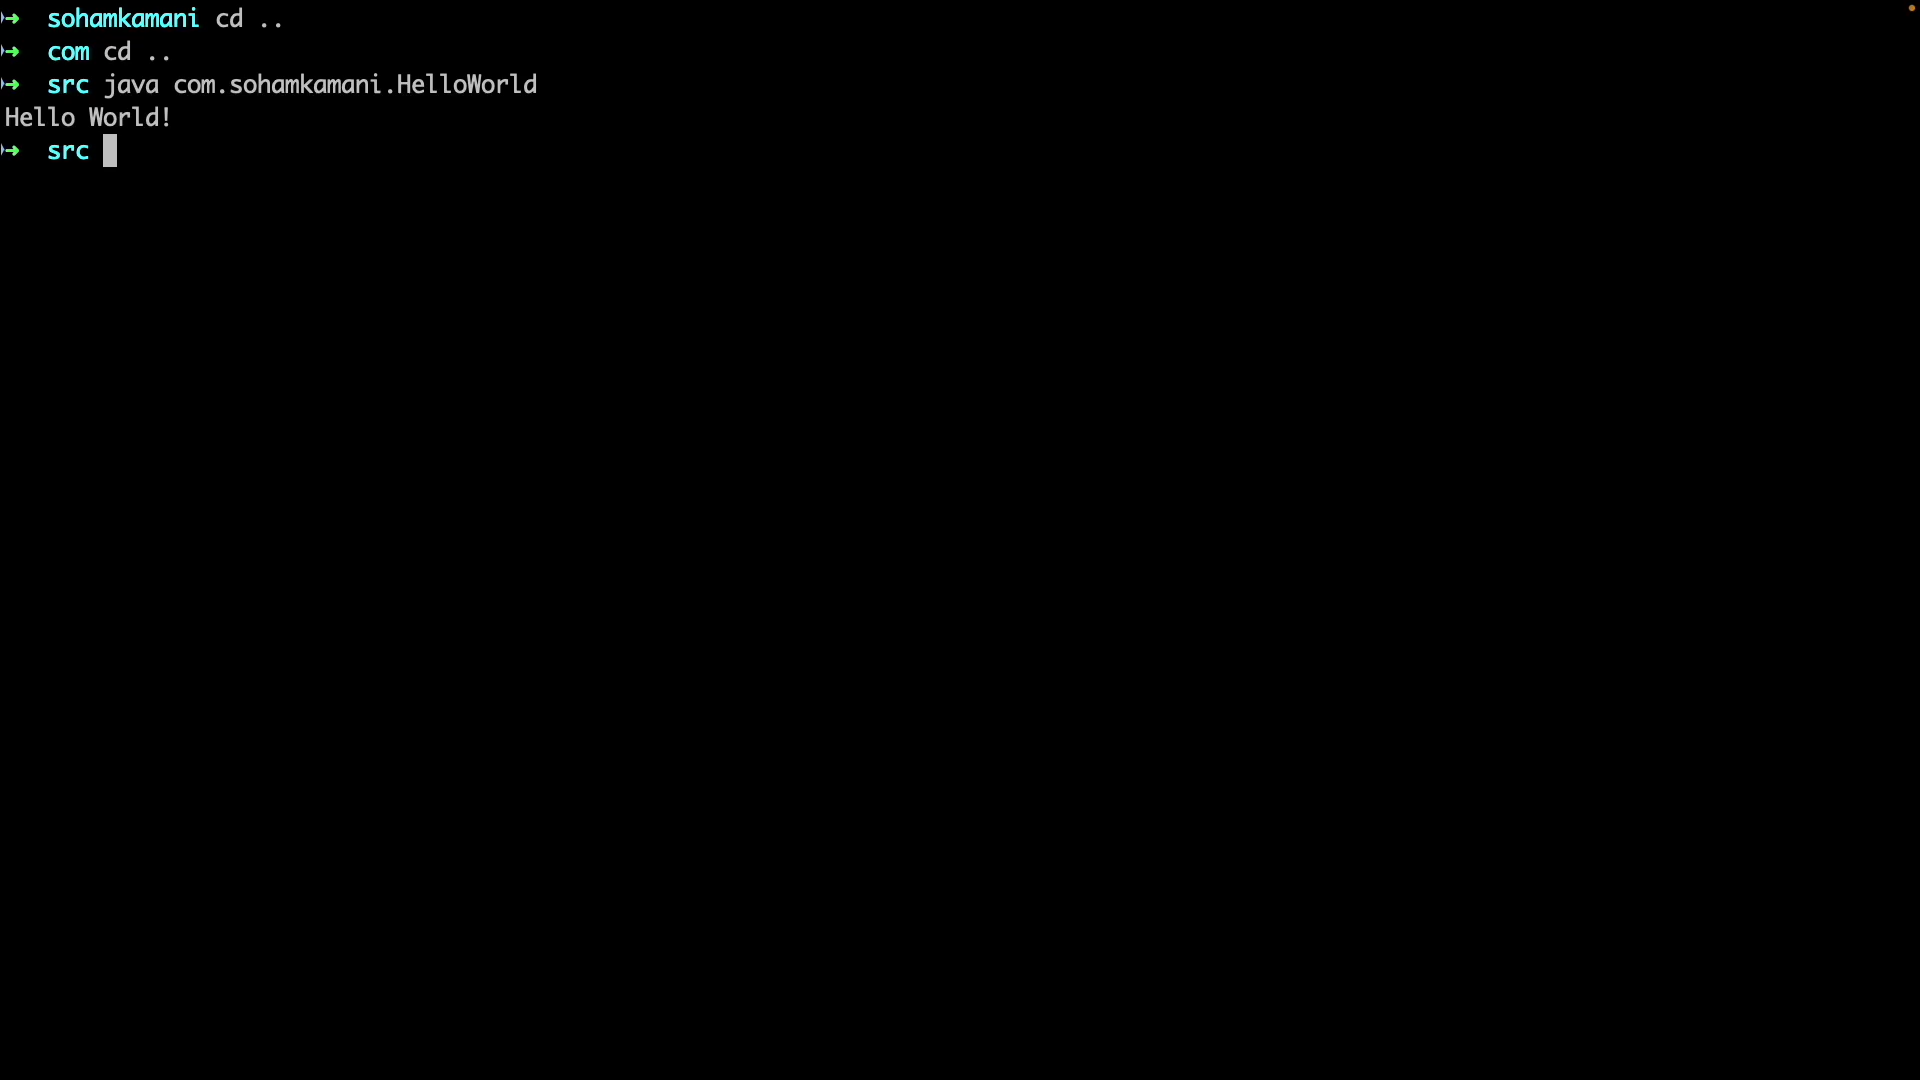 ➜  sohamkamani cd ..
➜  com cd ..
➜  src java com.sohamkamani.HelloWorld
Hello World!
➜  src